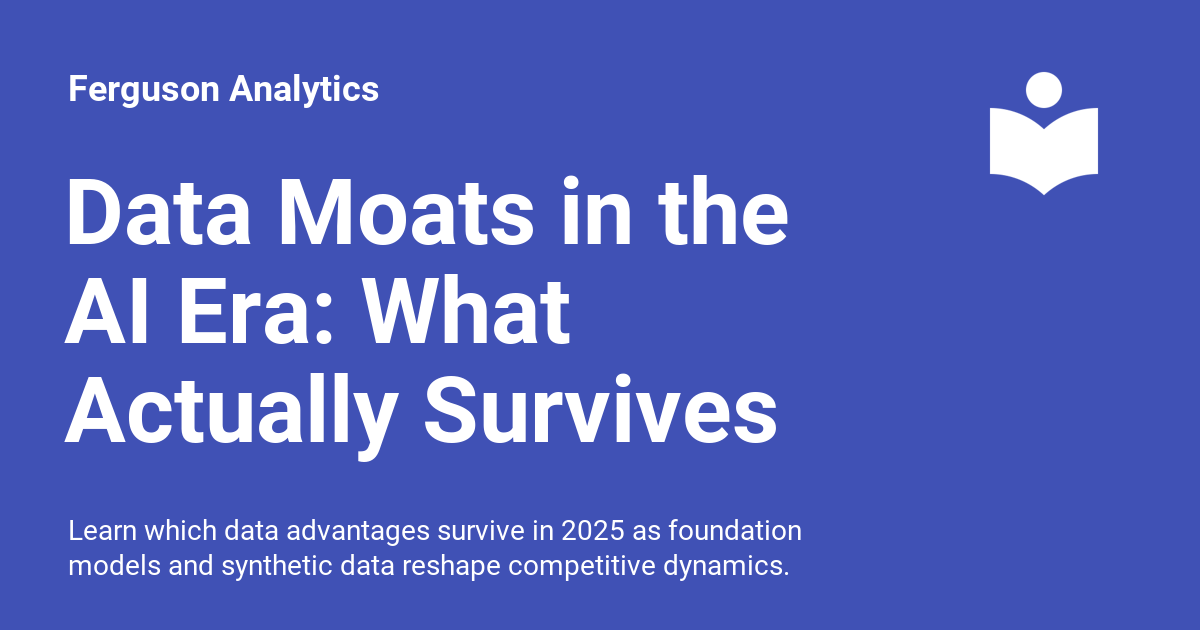 Ferguson Analytics
Data Moats in the
AI Era: What
Actually Survives
Learn which data advantages survive in 2025 as foundation
models and synthetic data reshape competitive dynamics.